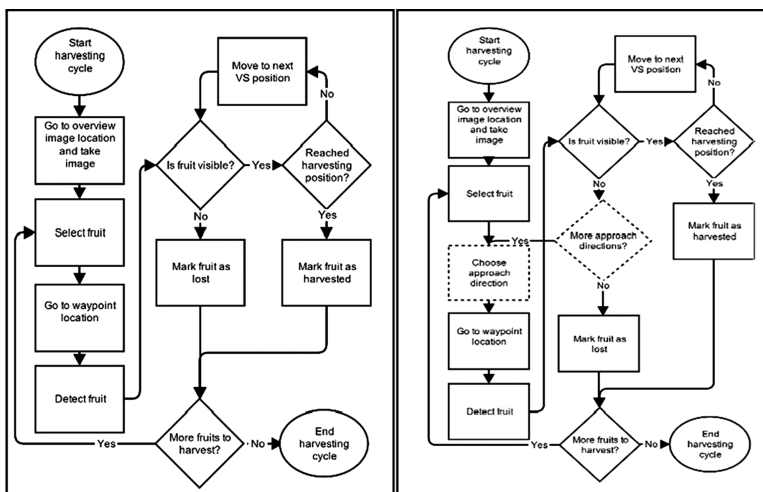 Start
harvesting
cycle
Go to overview
image location
and take
image
Select fruit
Go to waypoint
location
Detect fruit
Move to next
VS position
No
Is fruit visible?
Yes
Reached
harvesting
position?
No
Yes
Mark fruit as
lost
Mark fruit as
harvested
More fruits to
harvest?
Yes
No
End
harvesting
cycle
Start
harvesting
cycle
Go to overview
image location
and take
image
Select fruit
Choose
approach
direction
Go to waypoint
location
Detect fruit
Move to next
VS position
No
Is fruit visible?
Yes
Reached
harvesting
position?
No
Yes
More approach
directions?
Yes
No
Mark fruit as
harvested
Mark fruit as
lost
More fruits to
harvest?
Yes
No
End
harvesting
cycle